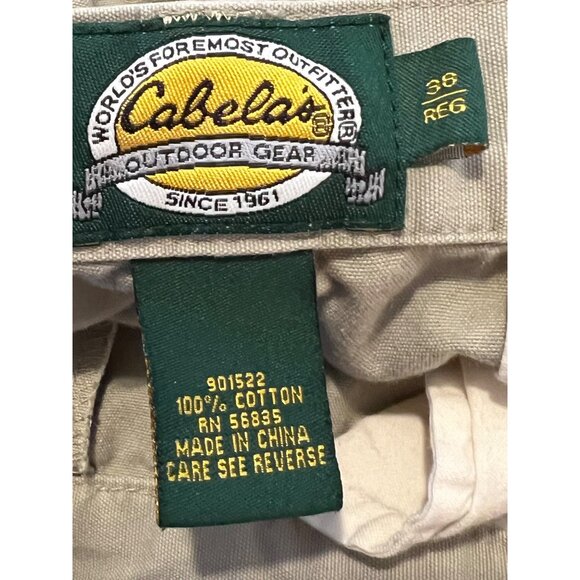 WORLD'S FOREMOST OUTFITTER®
Cabela's®
OUTDOOR GEAR
SINCE 1961
38
REG
901522
100% COTTON
RN 56835
MADE IN CHINA
CARE SEE REVERSE